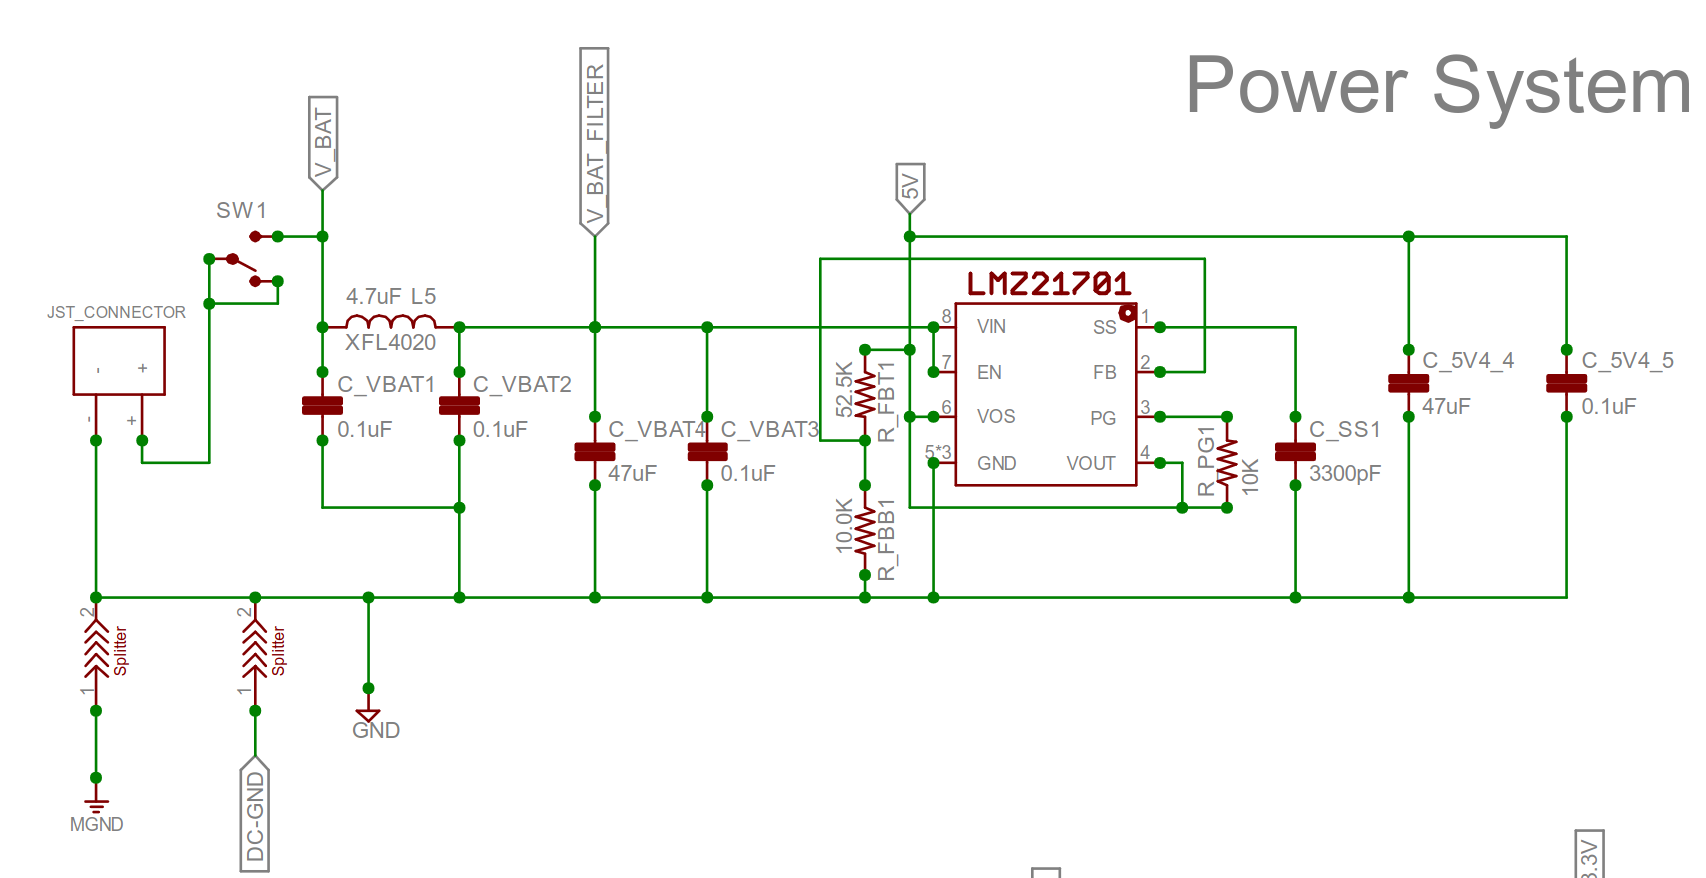 Power System
V_BAT
V_BAT_FILTER
5V
SW1
JST_CONNECTOR
-
+
-
+
4.7uF L5
XFL4020
C_VBAT1
0.1uF
C_VBAT2
0.1uF
C_VBAT4
47uF
C_VBAT3
0.1uF
52.5K
R_FBT1
10.0K
R_FBB1
LMZ21701
8 VIN
7 EN
6 VOS
5*3 GND
SS 1
FB 2
PG 3
VOUT 4
R_PG1
10K
C_SS1
3300pF
C_5V4_4
47uF
C_5V4_5
0.1uF
2
Splitter
1
2
Splitter
1
GND
MGND
DC-GND
3.3V